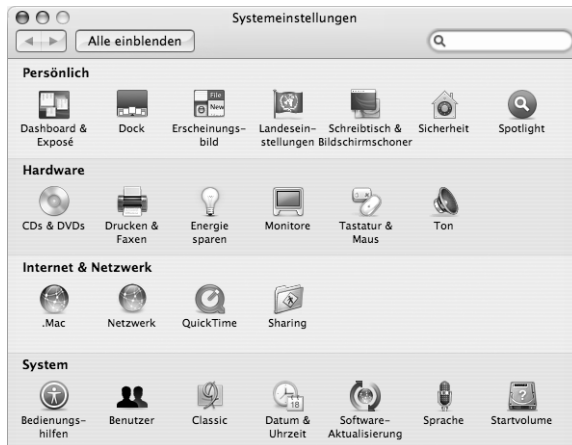 Systemeinstellungen
Alle einblenden
Persönlich
Dashboard & Exposé
Dock
Erscheinungs-
bild
Landesein-
stellungen
Schreibtisch &
Bildschirmschoner
Sicherheit
Spotlight
Hardware
CDs & DVDs
Drucken &
Faxen
Energie
sparen
Monitore
Tastatur &
Maus
Ton
Internet & Netzwerk
.Mac
Netzwerk
QuickTime
Sharing
System
Bedienungs-
hilfen
Benutzer
Classic
Datum &
Uhrzeit
Software-
Aktualisierung
Sprache
Startvolume
File
New
18